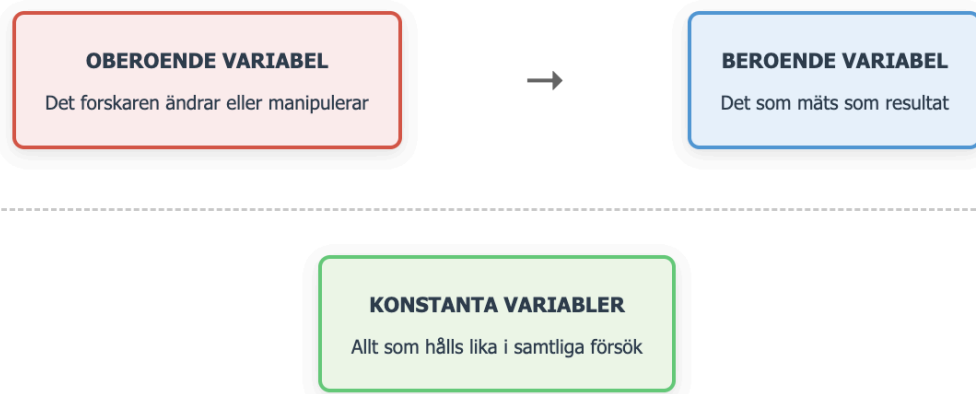 OBEROENDE VARIABEL
Det forskaren ändrar eller manipulerar
→
BEROENDE VARIABEL
Det som mäts som resultat
KONSTANTA VARIABLER
Allt som hålls lika i samtliga försök